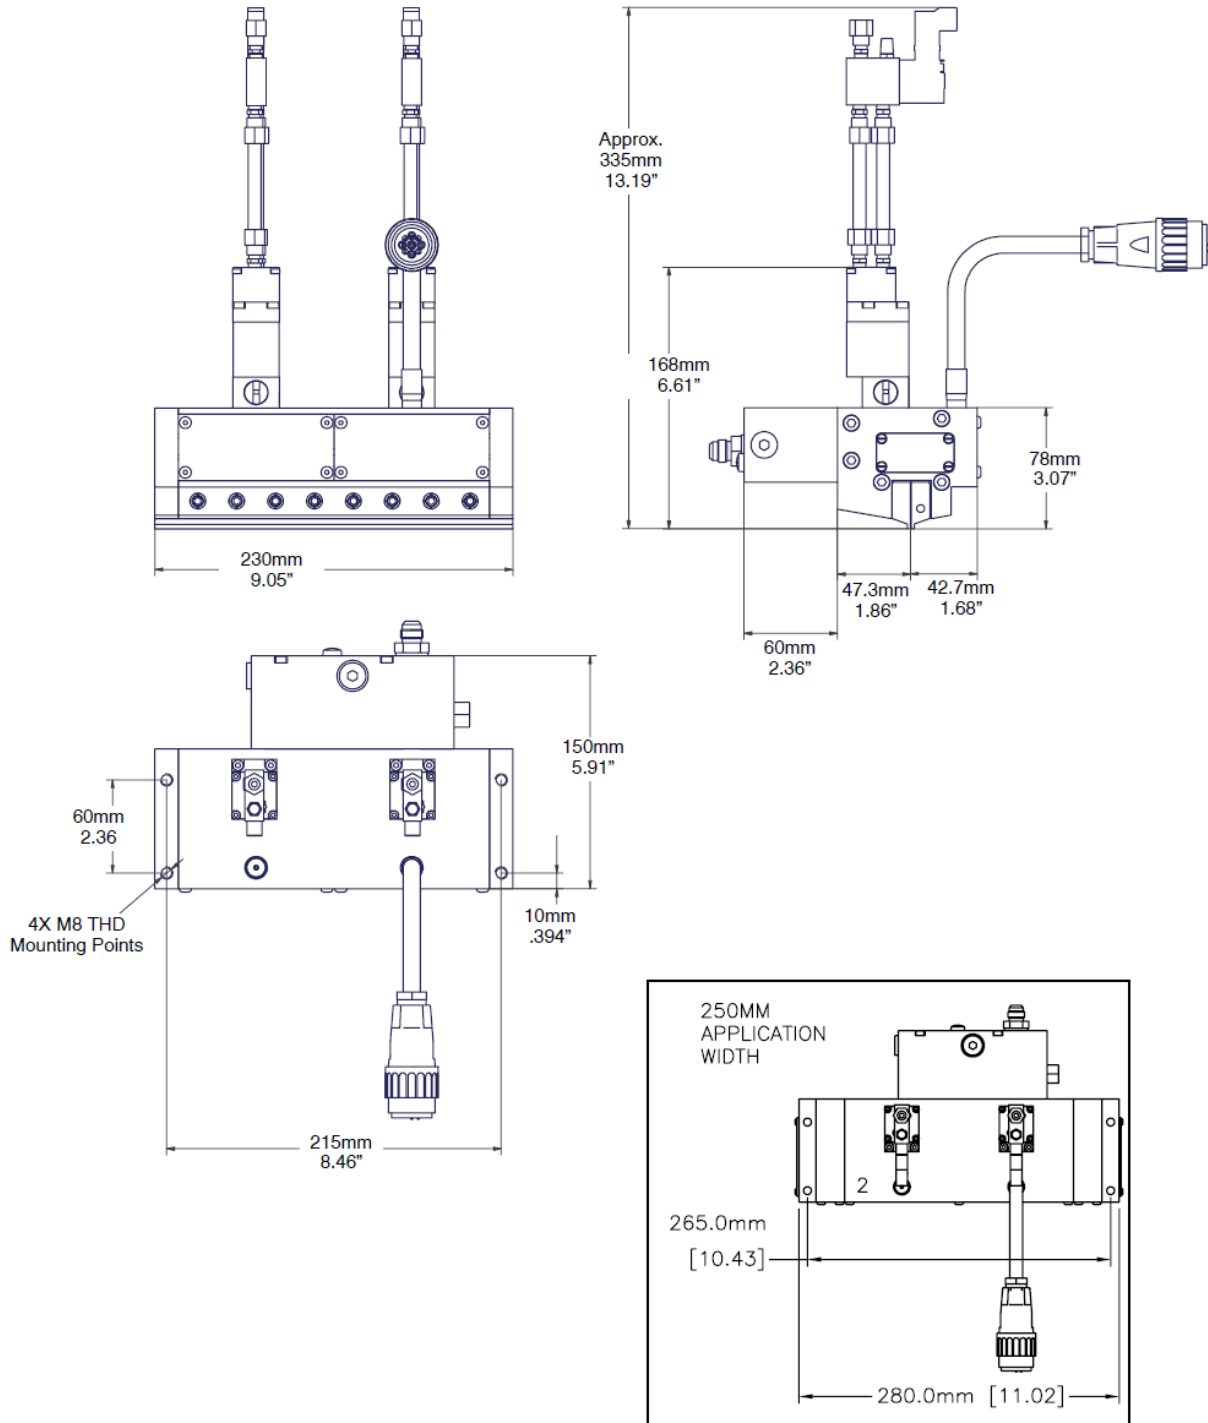 Approx.
335mm
13.19”
168mm
6.61”
78mm
3.07”
230mm
9.05”
47.3mm
1.86”
42.7mm
1.68”
60mm
2.36”
150mm
5.91”
60mm
2.36
10mm
.394”
4X M8 THD
Mounting Points
215mm
8.46”
250MM
APPLICATION
WIDTH
2
265.0mm
[10.43]
280.0mm [11.02]